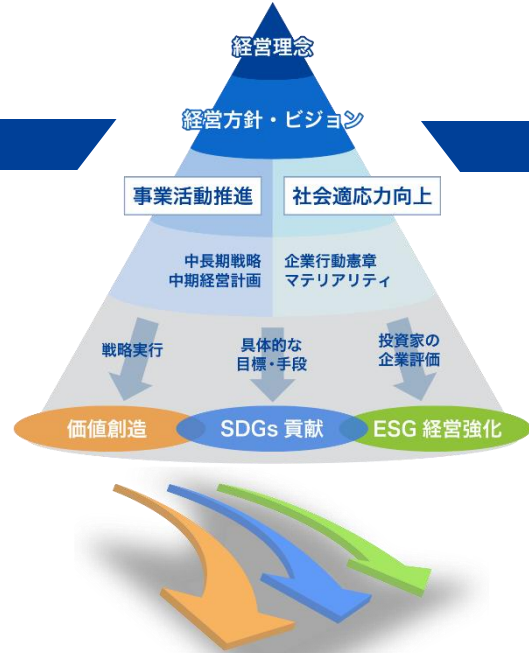 経営理念
経営方針・ビジョン
事業活動推進
社会適応力向上
中長期戦略
中期経営計画
企業行動憲章
マテリアリティ
戦略実行
具体的な
目標・手段
投資家の
企業評価
価値創造
SDGs 貢献
ESG 経営強化